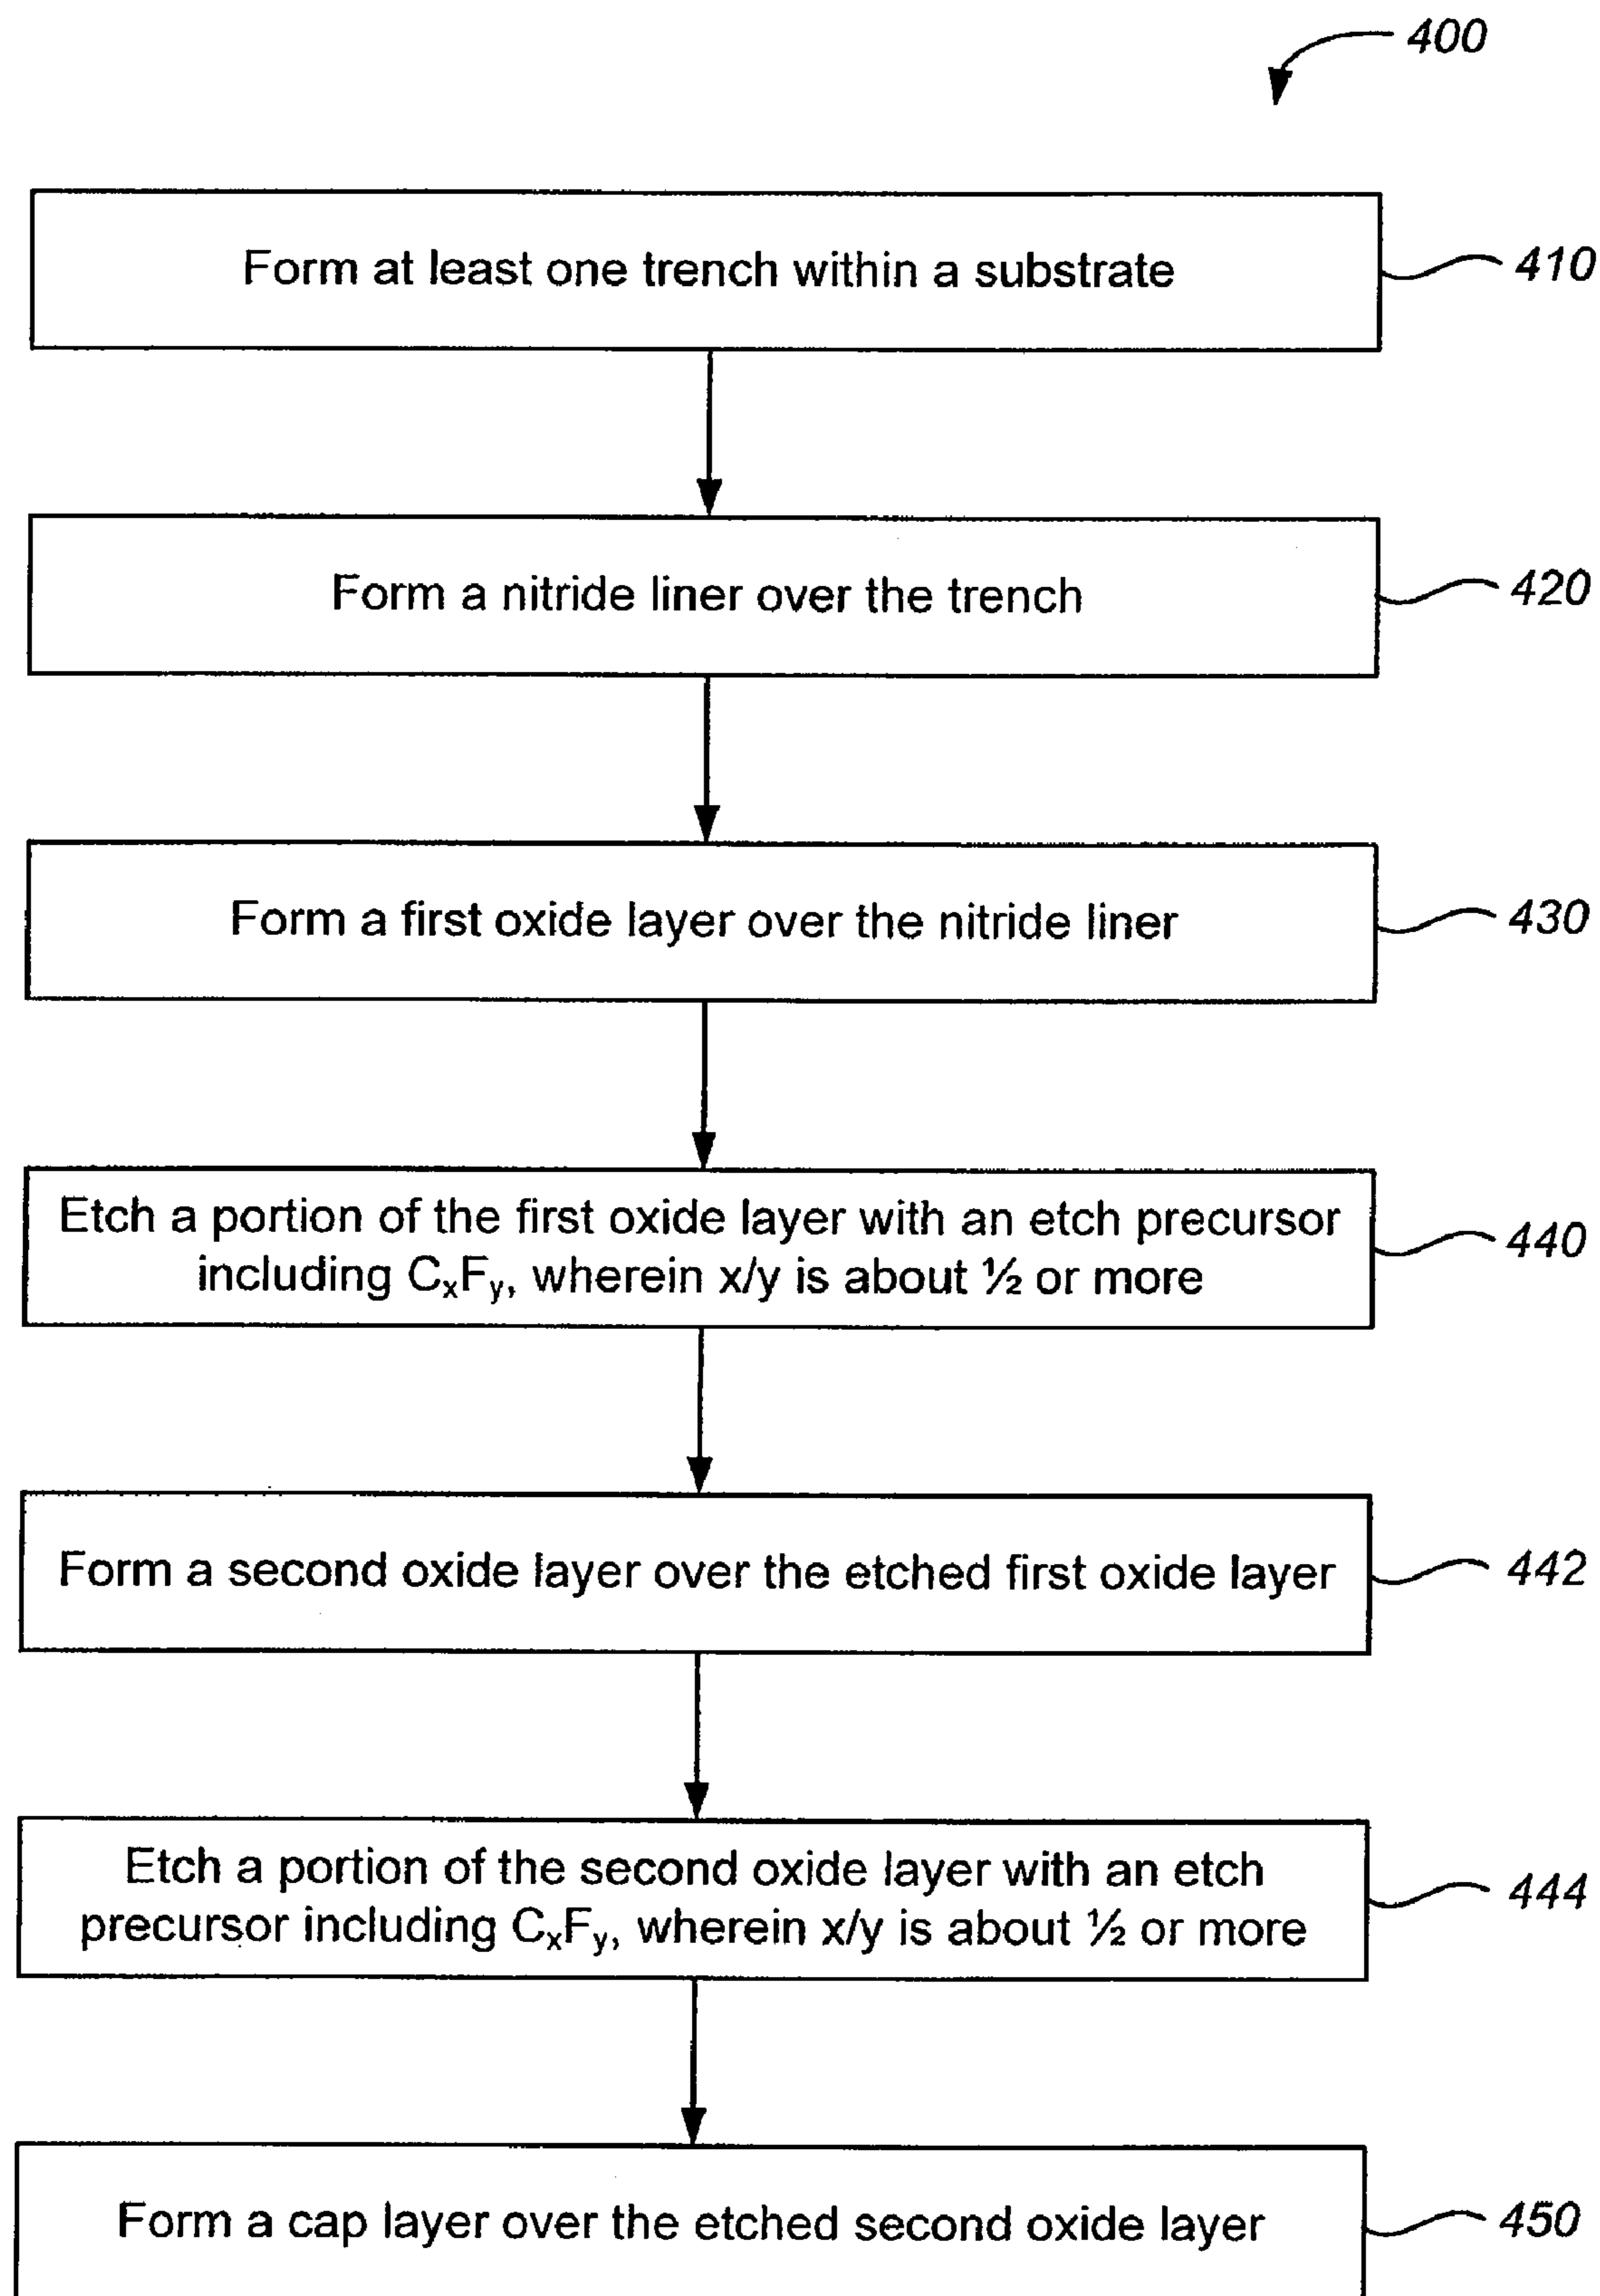 400
Form at least one trench within a substrate
410
Form a nitride liner over the trench
420
Form a first oxide layer over the nitride liner
430
Etch a portion of the first oxide layer with an etch precursor
including CxFy, wherein x/y is about ½ or more
440
Form a second oxide layer over the etched first oxide layer
442
Etch a portion of the second oxide layer with an etch
precursor including CxFy, wherein x/y is about ½ or more
444
Form a cap layer over the etched second oxide layer
450